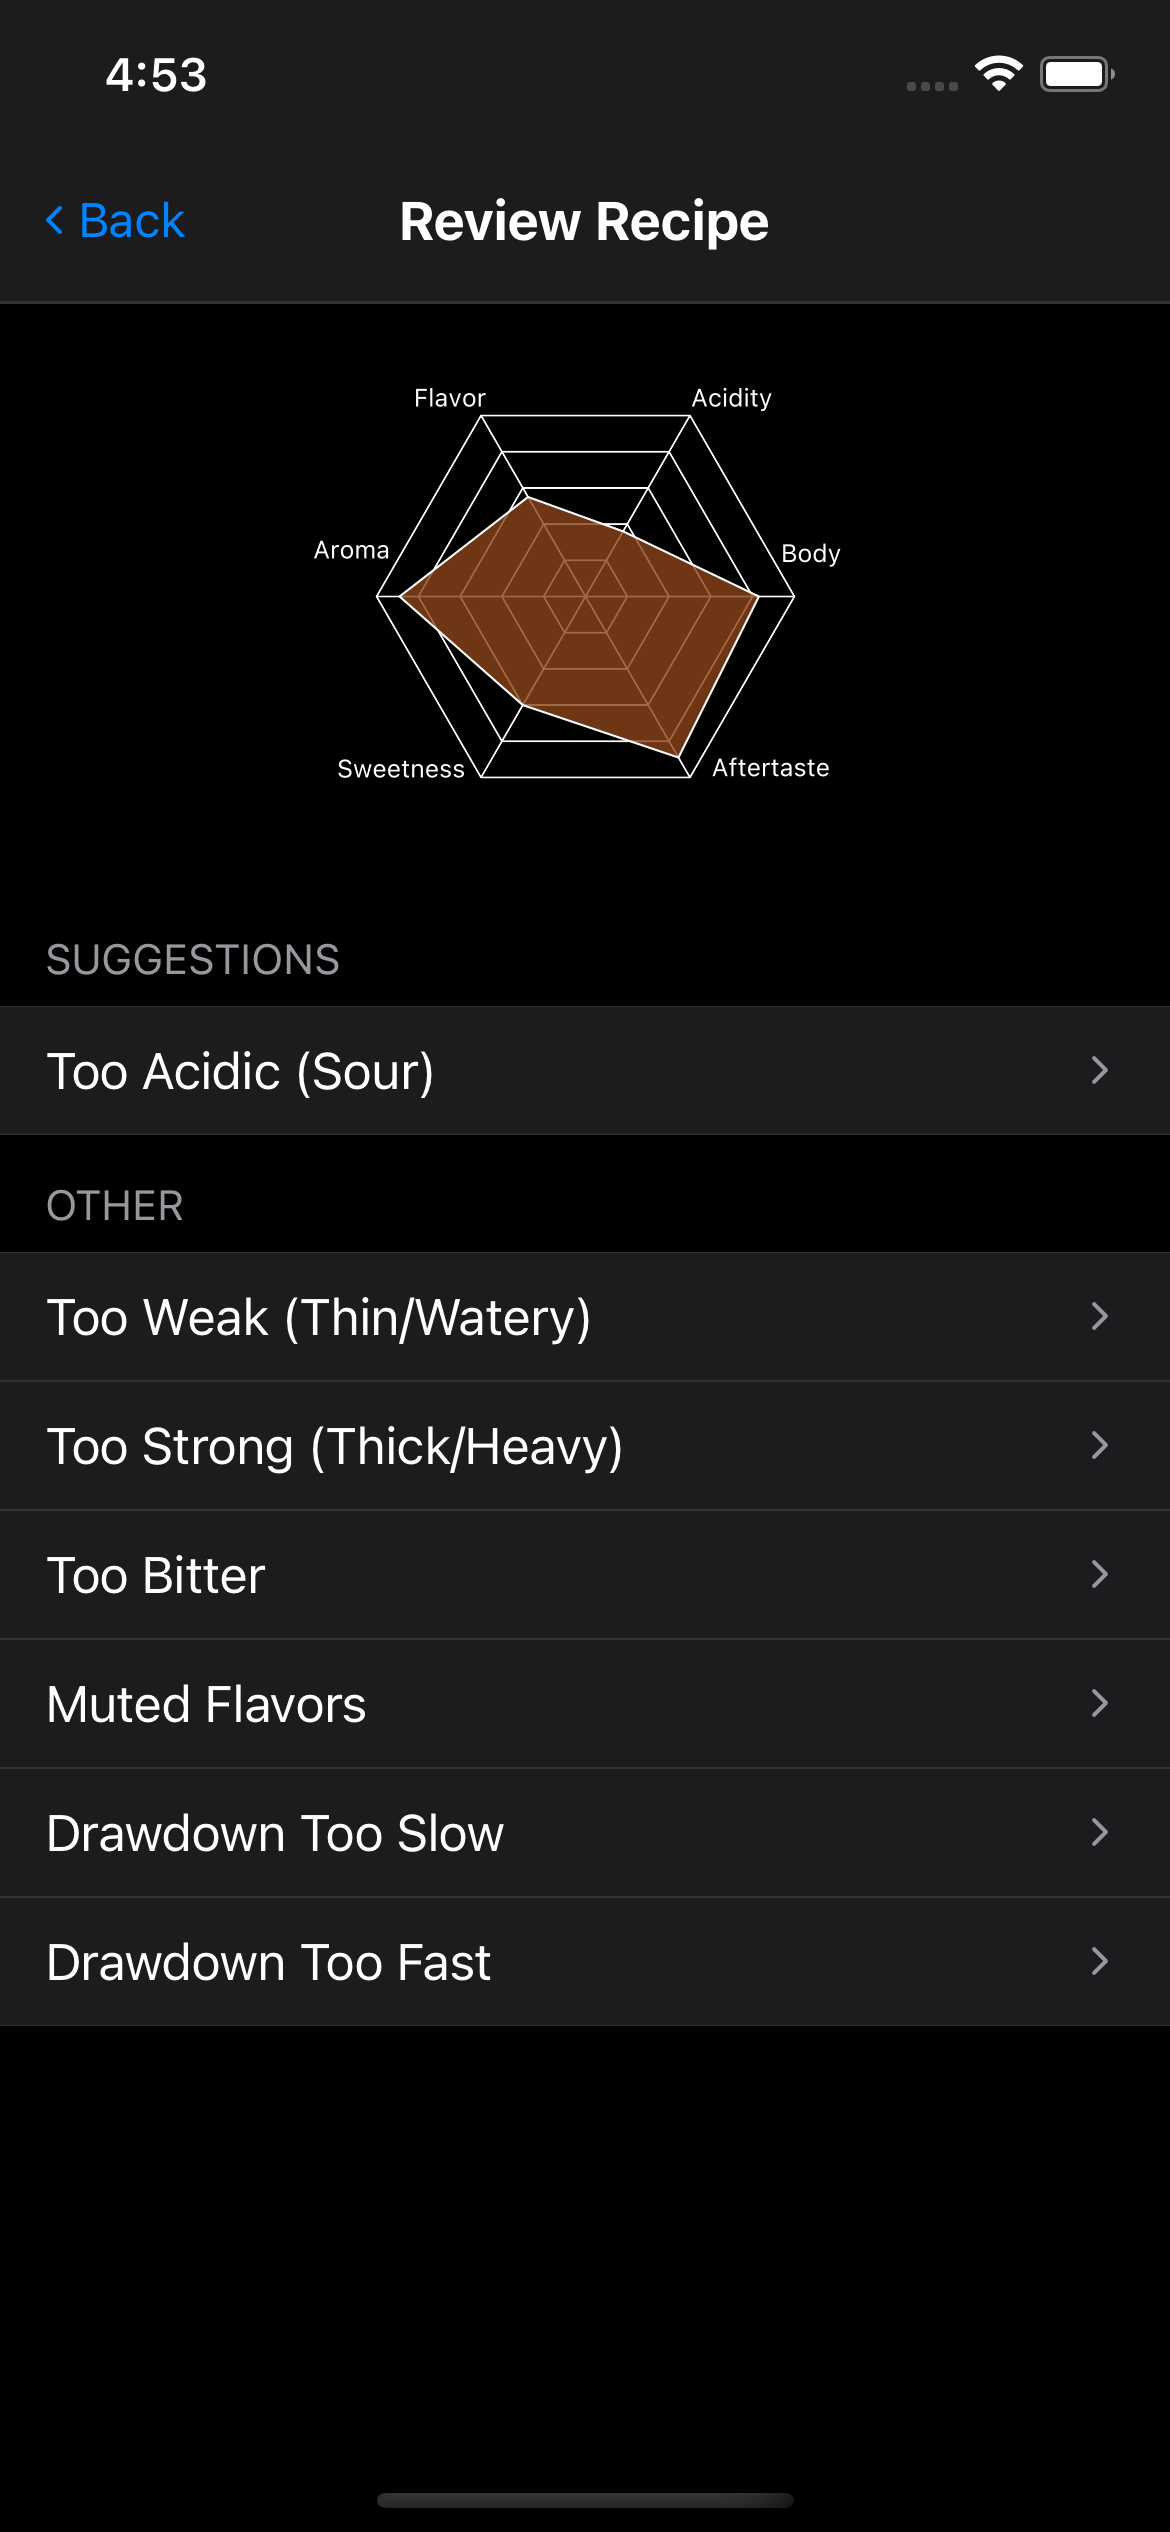 4:53
Back
Review Recipe
Flavor
Acidity
Aroma
Body
Sweetness
Aftertaste
SUGGESTIONS
Too Acidic (Sour)
OTHER
Too Weak (Thin/Watery)
Too Strong (Thick/Heavy)
Too Bitter
Muted Flavors
Drawdown Too Slow
Drawdown Too Fast